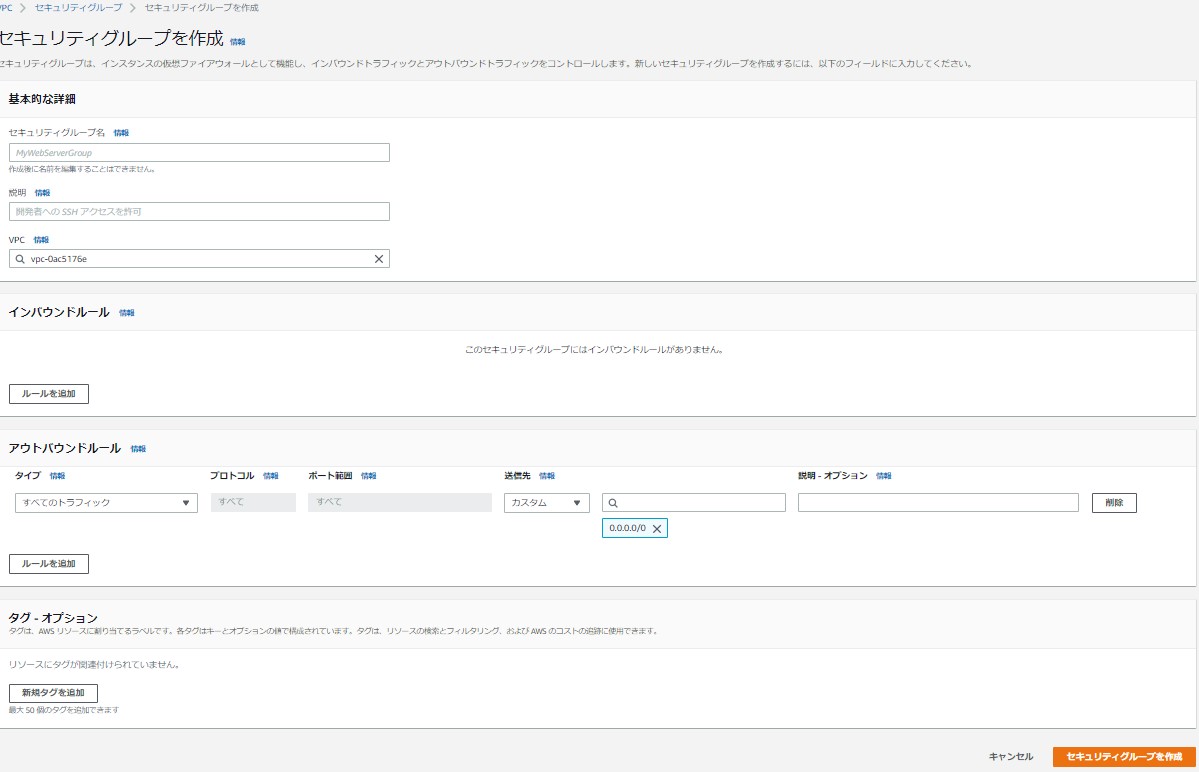 VPC > セキュリティグループ > セキュリティグループを作成
セキュリティグループを作成 情報
セキュリティグループは、インスタンスの仮想ファイアウォールとして機能し、インバウンドトラフィックとアウトバウンドトラフィックをコントロールします。新しいセキュリティグループを作成するには、以下のフィールドに入力してください。
基本的な詳細
セキュリティグループ名 情報
MyWebServerGroup
作成後に名前を編集することはできません。
説明 情報
開発者への SSH アクセスを許可
VPC 情報
vpc-0ac5176e
インバウンドルール 情報
このセキュリティグループにはインバウンドルールがありません。
ルールを追加
アウトバウンドルール 情報
タイプ 情報 プロトコル 情報 ポート範囲 情報 送信先 情報 説明 - オプション 情報
すべてのトラフィック すべて すべて カスタム 削除
0.0.0.0/0
ルールを追加
タグ - オプション
タグは、AWS リソースに割り当てるラベルです。各タグはキーとオプションの値で構成されています。タグは、リソースの検索とフィルタリング、および AWS のコストの追跡に使用できます。
リソースにタグが関連付けられていません。
新規タグを追加
最大 50 個のタグを追加できます
キャンセル セキュリティグループを作成